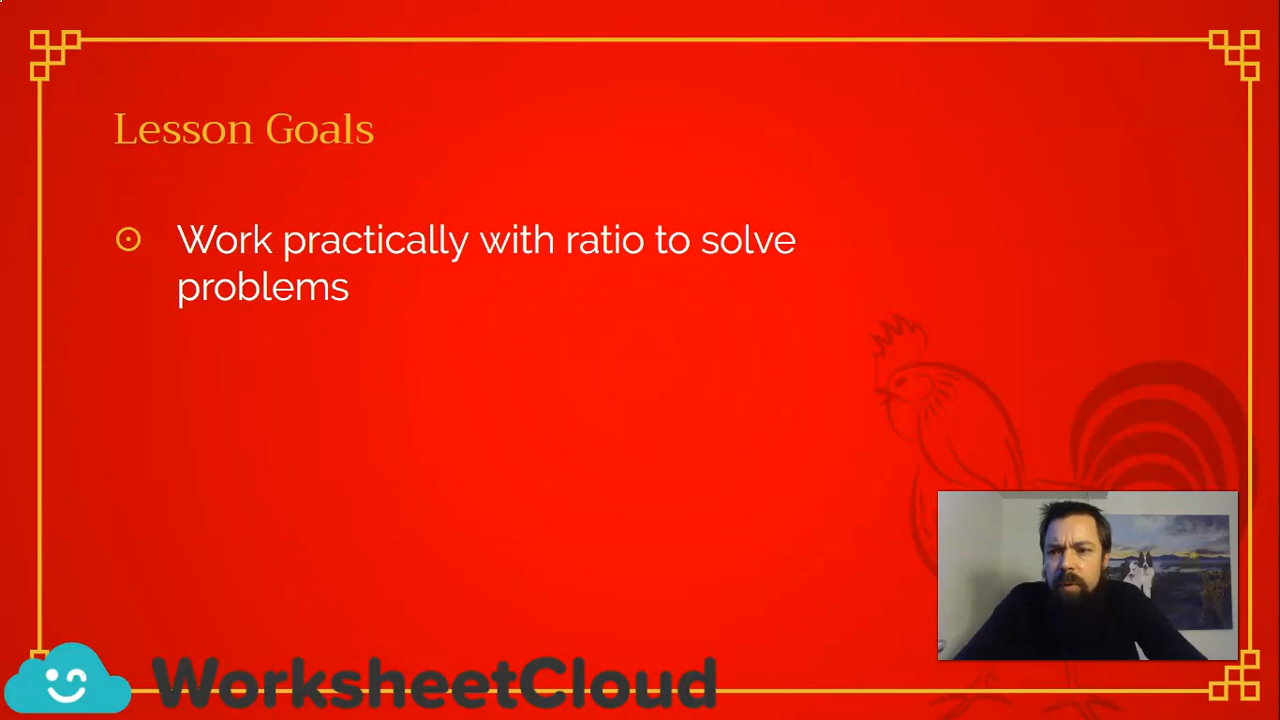 Lesson Goals
Work practically with ratio to solve
problems
WorksheetCloud